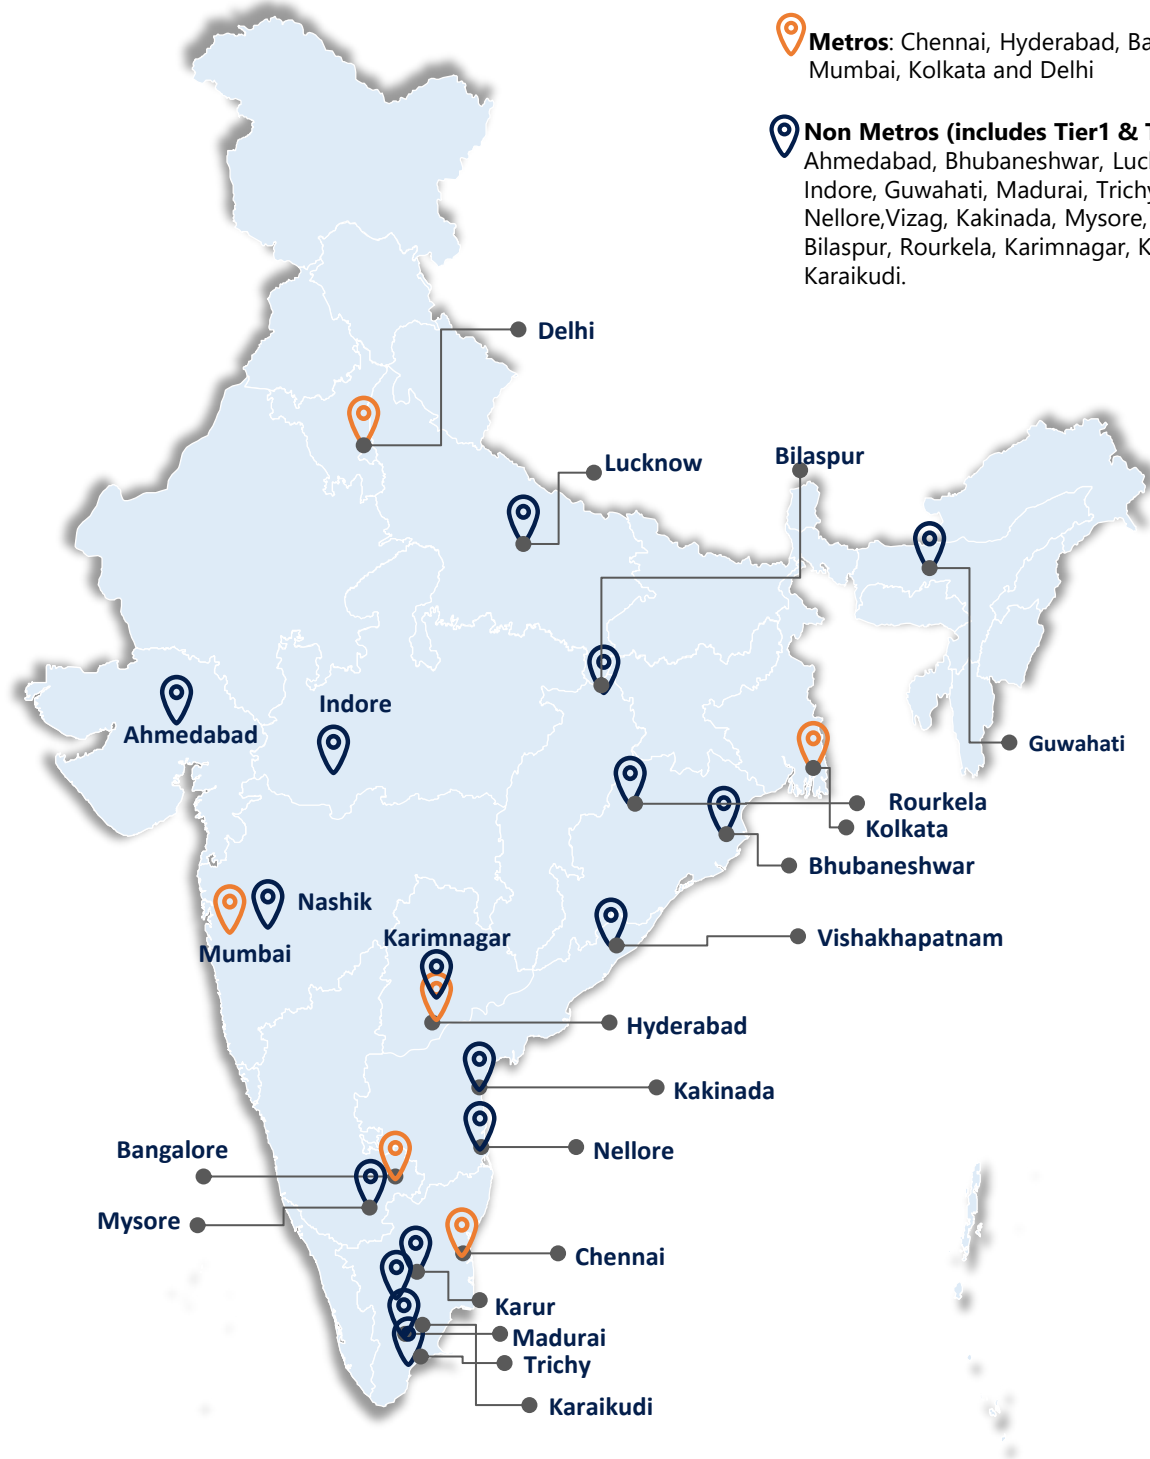 Metros: Chennai, Hyderabad, Ba
Mumbai, Kolkata and Delhi
Non Metros (includes Tier1 & T
Ahmedabad, Bhubaneshwar, Luc
Indore, Guwahati, Madurai, Trichy
Nellore,Vizag, Kakinada, Mysore,
Bilaspur, Rourkela, Karimnagar, K
Karaikudi.
Delhi
Lucknow
Bilaspur
Indore
Ahmedabad
Guwahati
Rourkela
Kolkata
Bhubaneshwar
Nashik
Mumbai
Karimnagar
Vishakhapatnam
Hyderabad
Kakinada
Bangalore
Nellore
Mysore
Chennai
Karur
Madurai
Trichy
Karaikudi